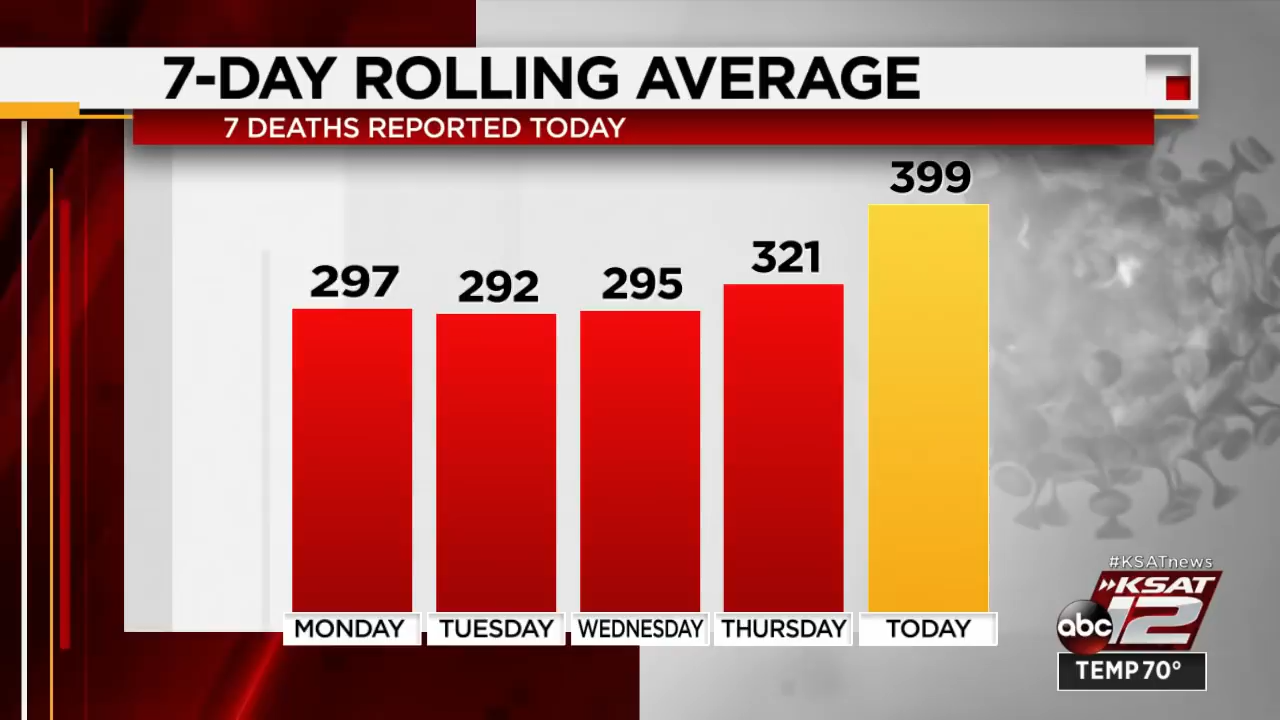 7-DAY ROLLING AVERAGE
7 DEATHS REPORTED TODAY
297
292
295
321
399
MONDAY
TUESDAY
WEDNESDAY
THURSDAY
TODAY
#KSATnews
KSAT
abc 12
TEMP 70°